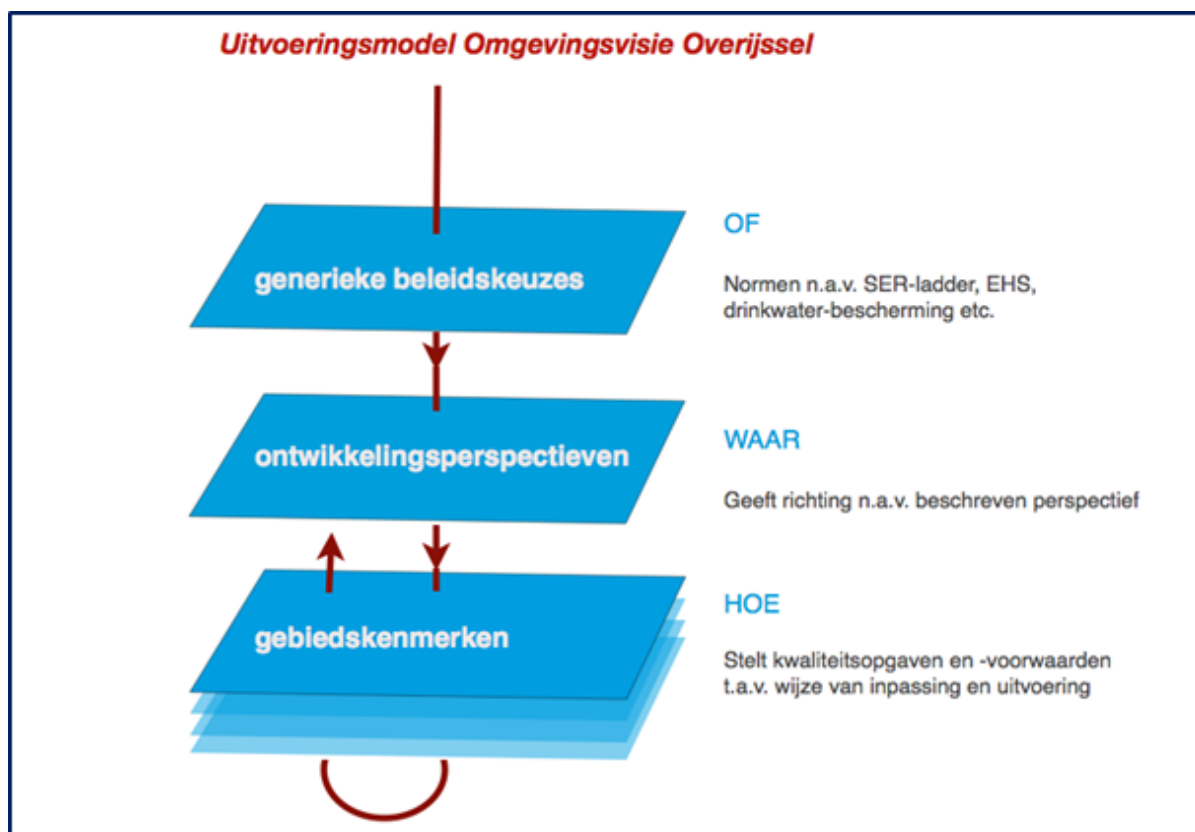 Uitvoeringsmodel Omgevingsvisie Overijssel
generieke beleidskeuzes
OF
Normen n.a.v. SER-ladder, EHS,
drinkwater-bescherming etc.
ontwikkelingsperspectieven
WAAR
Geeft richting n.a.v. beschreven perspectief
gebiedskenmerken
HOE
Stelt kwaliteitsopgaven en -voorwaarden
t.a.v. wijze van inpassing en uitvoering